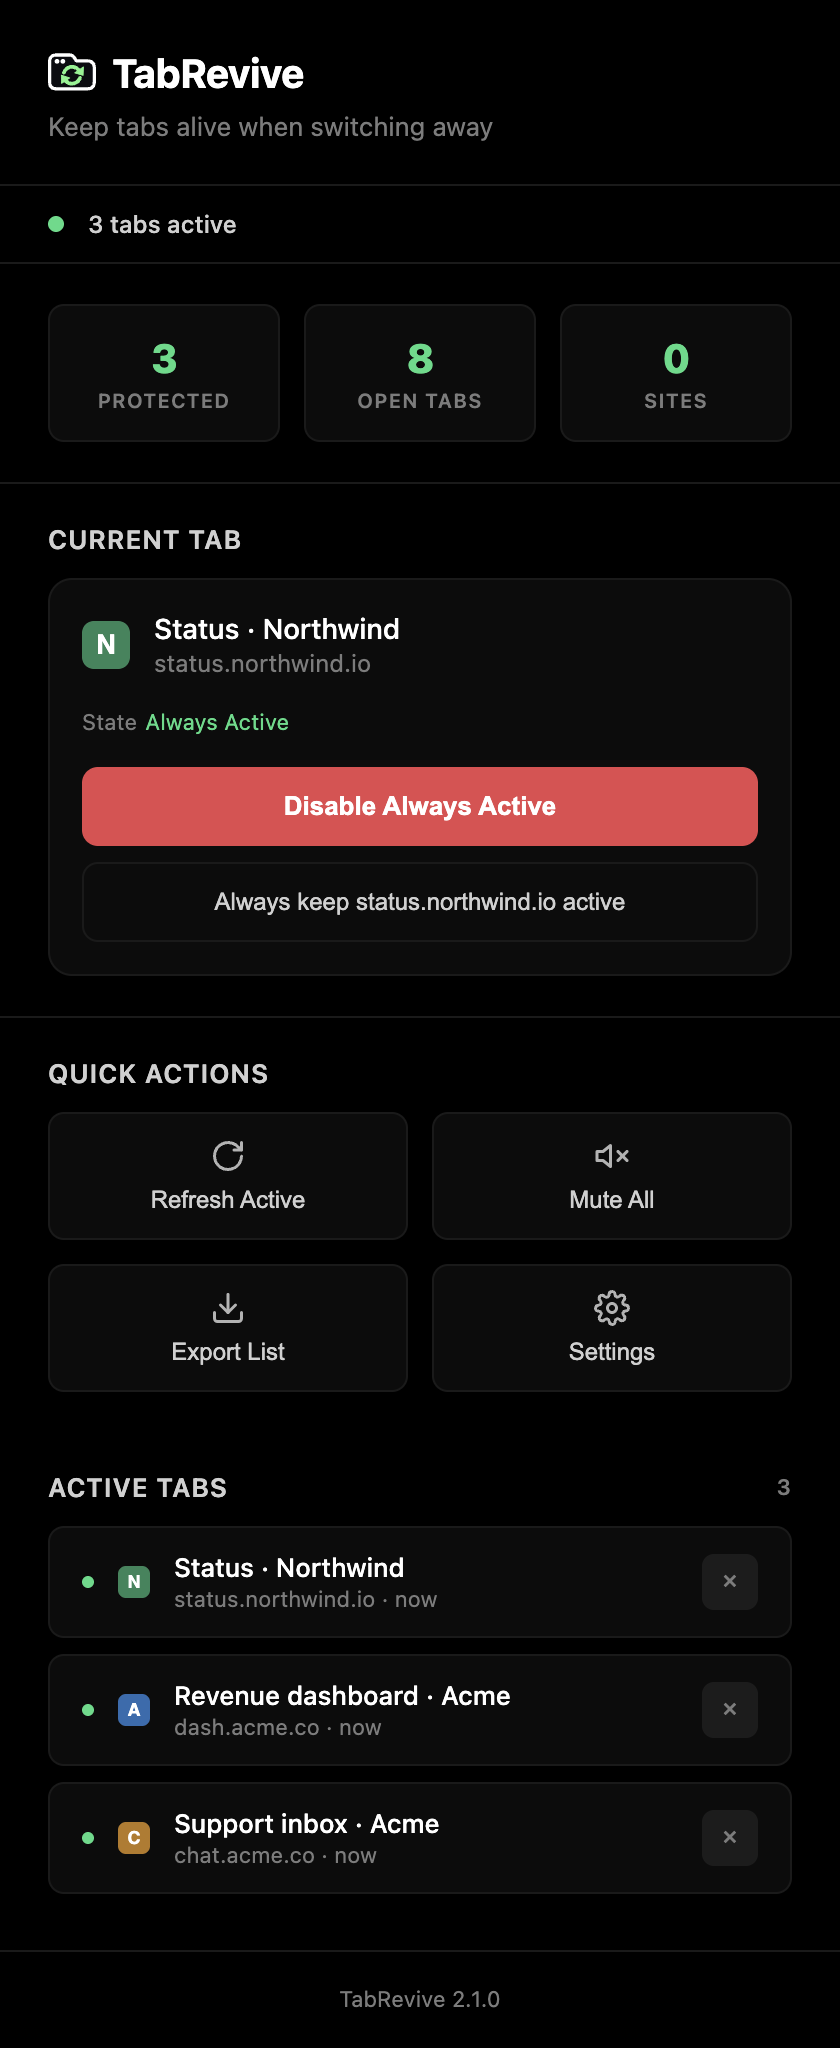 TabRevive
Keep tabs alive when switching away
3 tabs active
3
PROTECTED
8
OPEN TABS
0
SITES
CURRENT TAB
N
Status · Northwind
status.northwind.io
State Always Active
Disable Always Active
Always keep status.northwind.io active
QUICK ACTIONS
Refresh Active
Mute All
Export List
Settings
ACTIVE TABS
3
N
Status · Northwind
status.northwind.io · now
×
A
Revenue dashboard · Acme
dash.acme.co · now
×
C
Support inbox · Acme
chat.acme.co · now
×
TabRevive 2.1.0